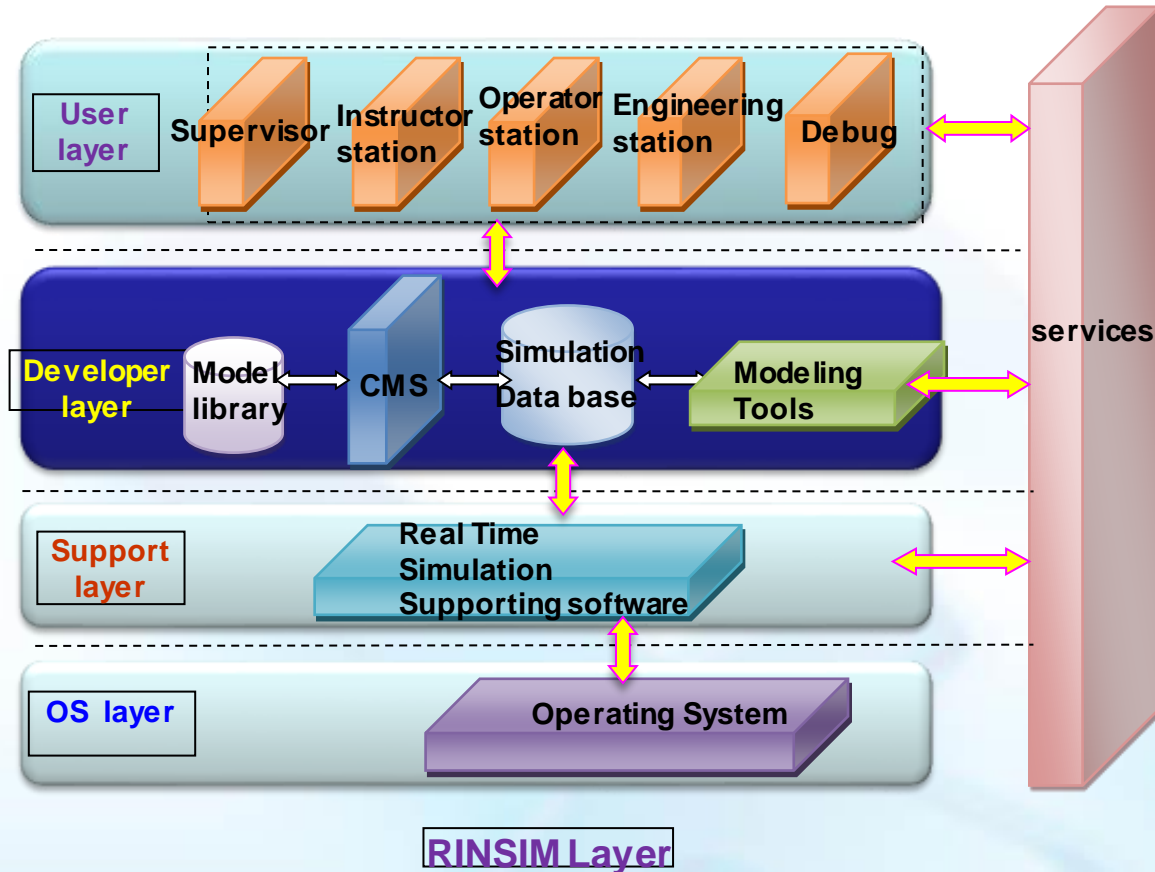 User
layer
Supervisor
Instructor
station
Operator
station
Engineering
station
Debug
services
Developer
layer
Model
library
CMS
Simulation
Data base
Modeling
Tools
Support
layer
Real Time
Simulation
Supporting software
OS layer
Operating System
RINSIM Layer